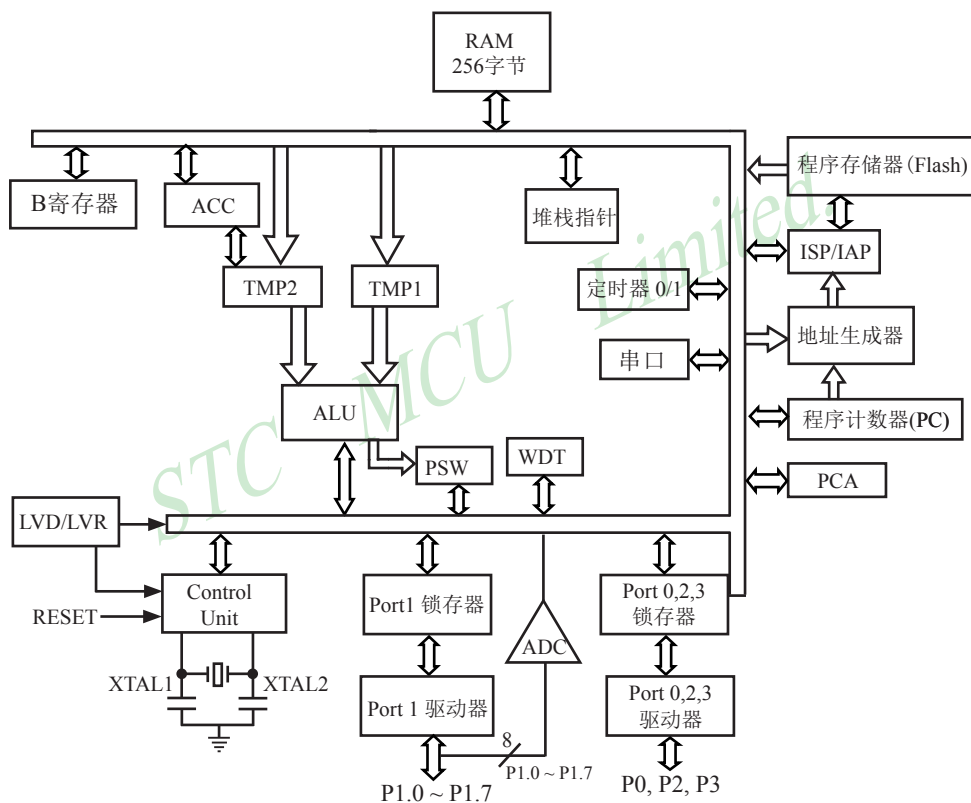 RAM
256字节
程序存储器(Flash)
B寄存器
ACC
堆栈指针
ISP/IAP
TMP2
TMP1
定时器 0/1
地址生成器
串口
ALU
程序计数器(PC)
PSW
WDT
PCA
LVD/LVR
Control
Unit
RESET
Port1 锁存器
ADC
Port 0,2,3
锁存器
XTAL1
XTAL2
Port 1 驱动器
Port 0,2,3
驱动器
8
P1.0 ~ P1.7
P1.0 ~ P1.7
P0, P2, P3
STC MCU Limited.